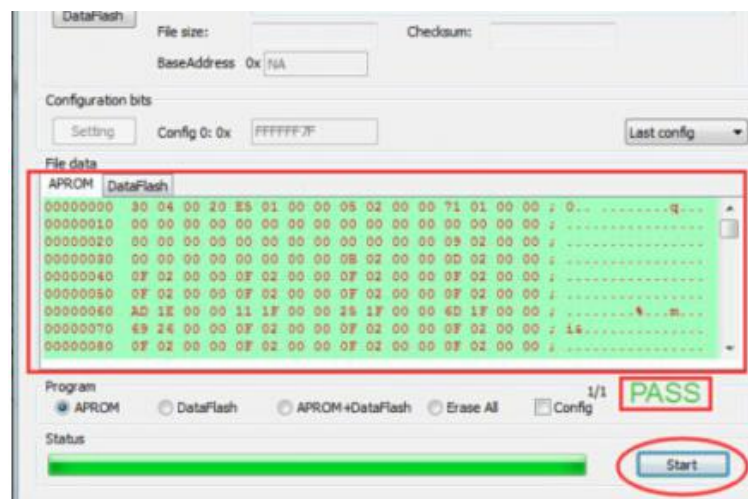 DataFlash
File size: Checksum:
BaseAddress 0x NA
Configuration bits
Setting Config 0: 0x FFFFFF7F Last config
File data
APROM DataFlash
00000000 30 04 00 20 E5 01 00 00 05 02 00 00 71 01 00 00 ; 0.. .........q...
00000010 00 00 00 00 00 00 00 00 00 00 00 00 00 00 00 00 ; ................
00000020 00 00 00 00 00 00 00 00 00 00 00 00 09 02 00 00 ; ................
00000030 00 00 00 00 00 00 00 00 0B 02 00 00 0D 02 00 00 ; ................
00000040 0F 02 00 00 0F 02 00 00 0F 02 00 00 0F 02 00 00 ; ................
00000050 0F 02 00 00 0F 02 00 00 0F 02 00 00 0F 02 00 00 ; ................
00000060 AD 1E 00 00 11 1F 00 00 25 1F 00 00 6D 1F 00 00 ; ........%...m...
00000070 69 24 00 00 0F 02 00 00 0F 02 00 00 0F 02 00 00 ; i$..............
00000080 0F 02 00 00 0F 02 00 00 0F 02 00 00 0F 02 00 00 ; ................
Program
APROM DataFlash APROM+DataFlash Erase All Config 1/1 PASS
Status
Start